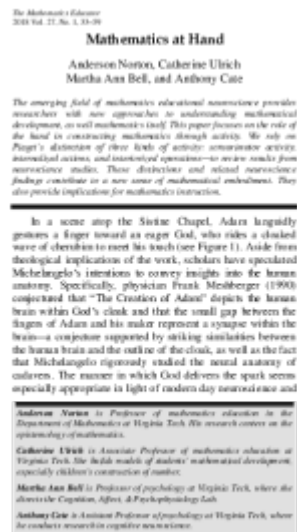 The Mathematics Educator
2018 Vol. 27, No. 1, 33–59
Mathematics at Hand
Anderson Norton, Catherine Ulrich
Martha Ann Bell, and Anthony Cate
The emerging field of mathematics educational neuroscience provides
researchers with new approaches to understanding mathematical
development, as well mathematics itself. This paper focuses on the role of
the hand in constructing mathematics through activity. We rely on
Piaget's distinction of three kinds of activity: sensorimotor activity,
internalized actions, and interiorized operations—to review results from
neuroscience studies. These distinctions and related neuroscience
findings contribute to a new sense of mathematical embodiment. They
also provide implications for mathematics instruction.
In a scene atop the Sistine Chapel, Adam languidly
gestures a finger toward an eager God, who rides a cloaked
wave of cherubim to meet his touch (see Figure 1). Aside from
theological implications of the work, scholars have speculated
Michelangelo's intentions to convey insights into the human
anatomy. Specifically, physician Frank Meshberger (1990)
conjectured that "The Creation of Adam" depicts the human
brain within God's cloak and that the small gap between the
fingers of Adam and his maker represent a synapse within the
brain—a conjecture supported by striking similarities between
the human brain and the outline of the cloak, as well as the fact
that Michelangelo rigorously studied the neural anatomy of
cadavers. The manner in which God delivers the spark seems
especially appropriate in light of modern day neuroscience and
Anderson Norton is Professor of mathematics education in the
Department of Mathematics at Virginia Tech. His research centers on the
epistemology of mathematics.
Catherine Ulrich is Associate Professor of mathematics education at
Virginia Tech. She builds models of students' mathematical development,
especially children's construction of number.
Martha Ann Bell is Professor of psychology at Virginia Tech, where she
directs the Cognition, Affect, & Psychophysiology Lab.
Anthony Cate is Assistant Professor of psychology at Virginia Tech, where
he conducts research in cognitive neuroscience.